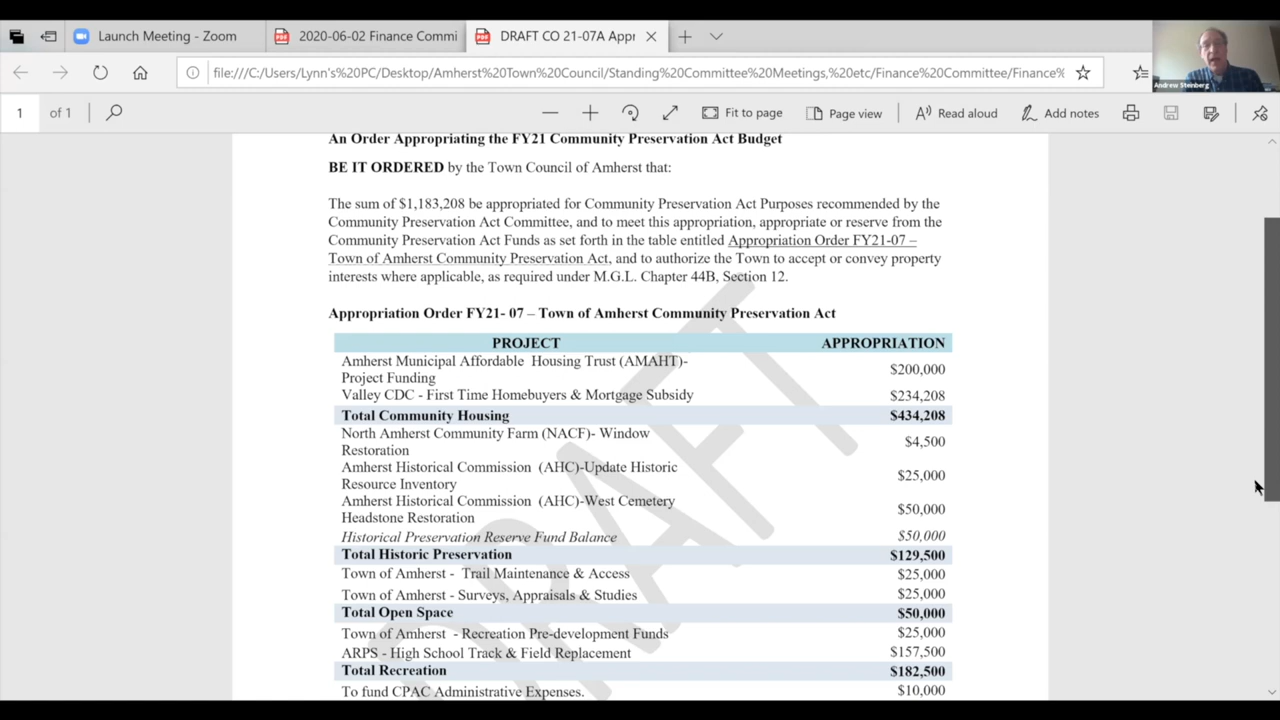 Launch Meeting - Zoom
2020-06-02 Finance Commi
DRAFT CO 21-07A Appr
Andrew Steinberg
file:///C:/Users/Lynn's%20PC/Desktop/Amherst%20Town%20Council/Standing%20Committee%20Meetings,%20etc/Finance%20Committee/Finance%
1 of 1
Fit to page
Page view
Read aloud
Add notes
An Order Appropriating the FY21 Community Preservation Act Budget
BE IT ORDERED by the Town Council of Amherst that:
The sum of $1,183,208 be appropriated for Community Preservation Act Purposes recommended by the
Community Preservation Act Committee, and to meet this appropriation, appropriate or reserve from the
Community Preservation Act Funds as set forth in the table entitled Appropriation Order FY21-07 –
Town of Amherst Community Preservation Act, and to authorize the Town to accept or convey property
interests where applicable, as required under M.G.L. Chapter 44B, Section 12.
Appropriation Order FY21- 07 – Town of Amherst Community Preservation Act
PROJECT APPROPRIATION
Amherst Municipal Affordable Housing Trust (AMAHT)-
Project Funding $200,000
Valley CDC - First Time Homebuyers & Mortgage Subsidy $234,208
Total Community Housing $434,208
North Amherst Community Farm (NACF)- Window
Restoration $4,500
Amherst Historical Commission (AHC)-Update Historic
Resource Inventory $25,000
Amherst Historical Commission (AHC)-West Cemetery
Headstone Restoration $50,000
Historical Preservation Reserve Fund Balance $50,000
Total Historic Preservation $129,500
Town of Amherst - Trail Maintenance & Access $25,000
Town of Amherst - Surveys, Appraisals & Studies $25,000
Total Open Space $50,000
Town of Amherst - Recreation Pre-development Funds $25,000
ARPS - High School Track & Field Replacement $157,500
Total Recreation $182,500
To fund CPAC Administrative Expenses. $10,000
DRAFT